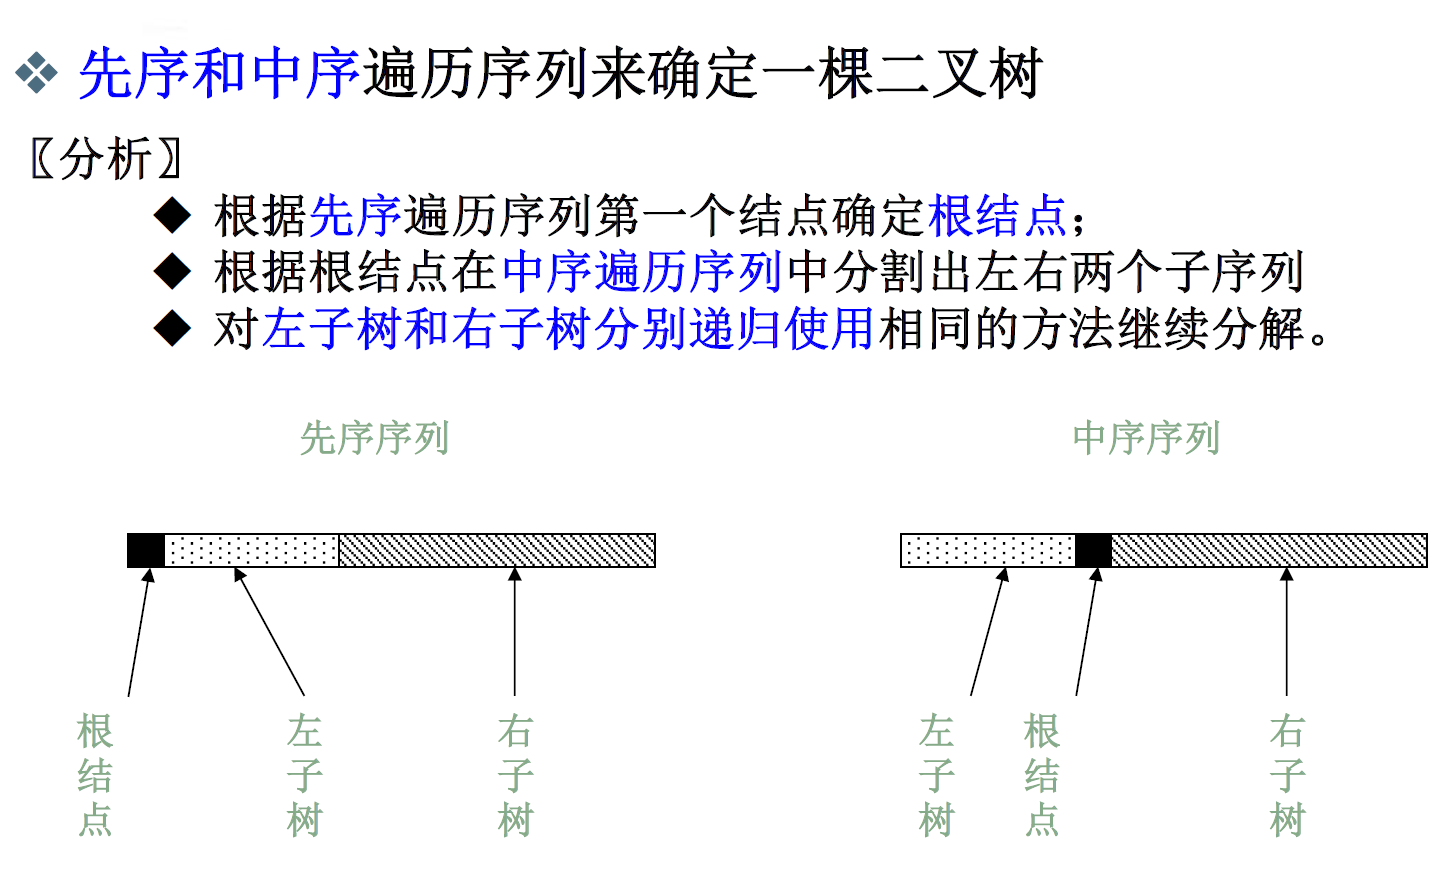 先序和中序遍历序列来确定一棵二叉树
〖分析〗
根据先序遍历序列第一个结点确定根结点；
根据根结点在中序遍历序列中分割出左右两个子序列
对左子树和右子树分别递归使用相同的方法继续分解。
先序序列
中序序列
根结点
左子树
右子树
左子树
根结点
右子树